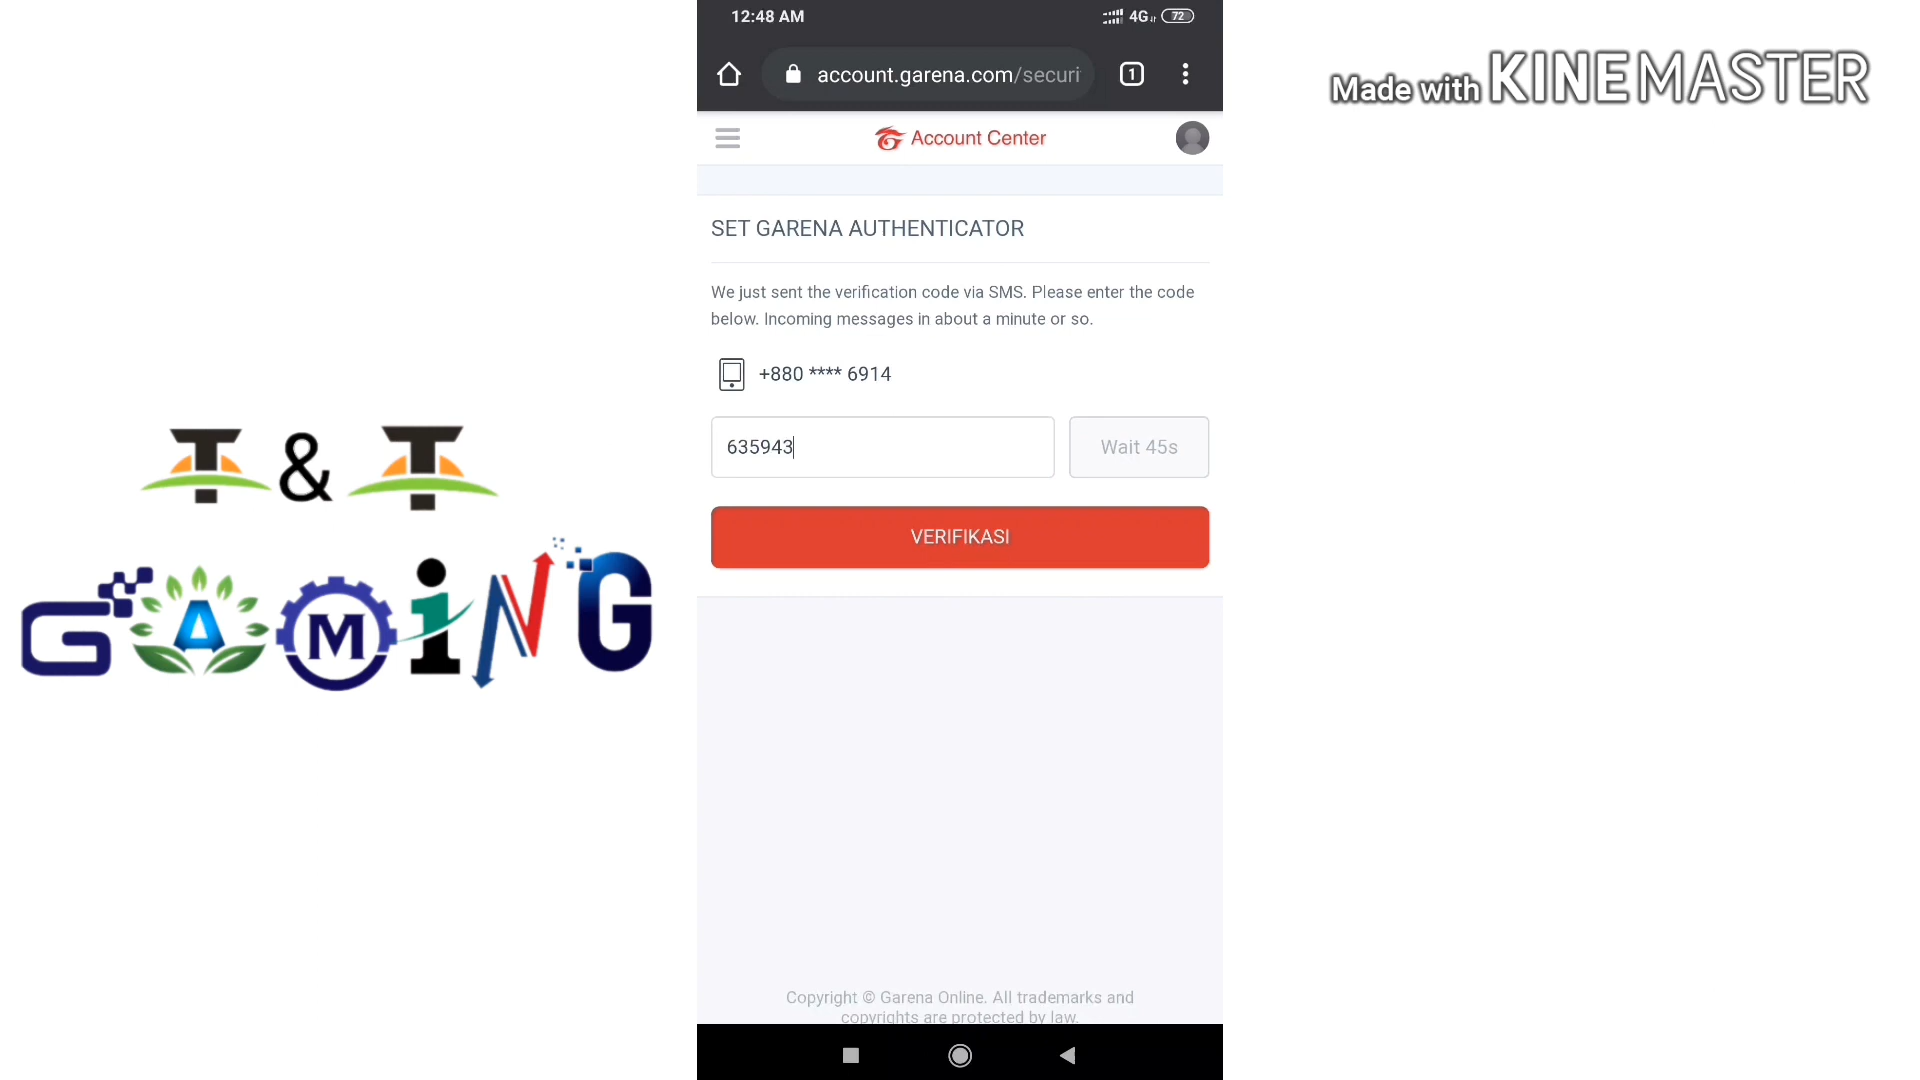 12:48 AM
4G
72
account.garena.com/securi
1
Made with KINEMASTER
Account Center
SET GARENA AUTHENTICATOR
We just sent the verification code via SMS. Please enter the code
below. Incoming messages in about a minute or so.
+880 **** 6914
635943
Wait 45s
VERIFIKASI
T & T
GAMiNG
Copyright © Garena Online. All trademarks and
copyrights are protected by law.